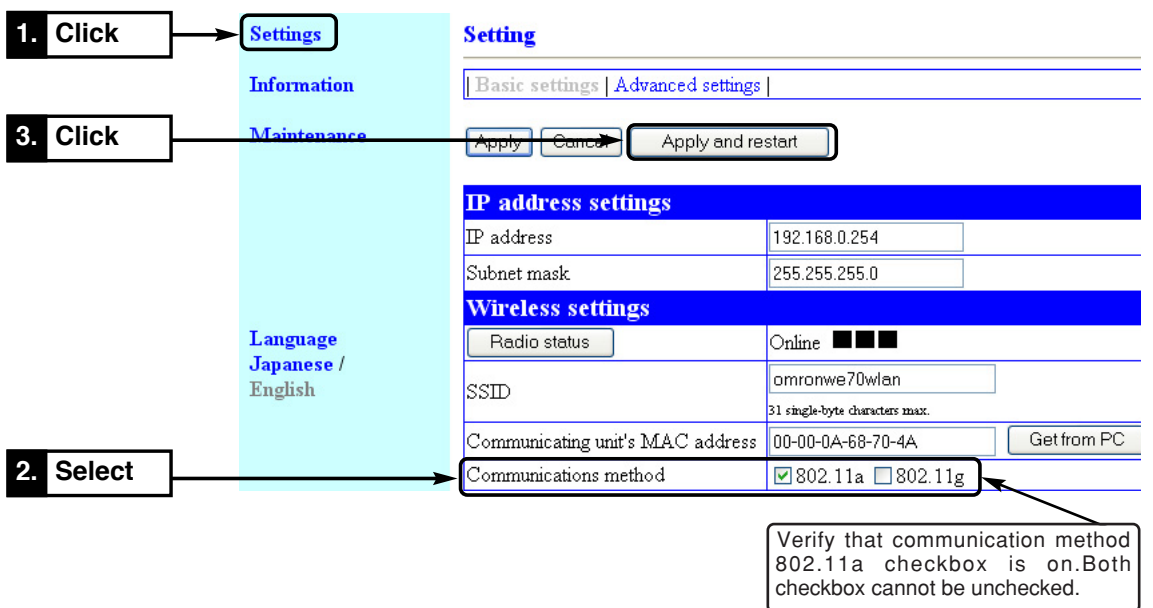 1. Click
Settings
Setting
Information
| Basic settings | Advanced settings |
3. Click
Maintenance
Apply Cancel Apply and restart
IP address settings
IP address 192.168.0.254
Subnet mask 255.255.255.0
Wireless settings
Radio status Online
Language
Japanese /
English
SSID omronwe70wlan
31 single-byte characters max.
Communicating unit's MAC address 00-00-0A-68-70-4A Get from PC
2. Select
Communications method 802.11a 802.11g
Verify that communication method
802.11a checkbox is on.Both
checkbox cannot be unchecked.